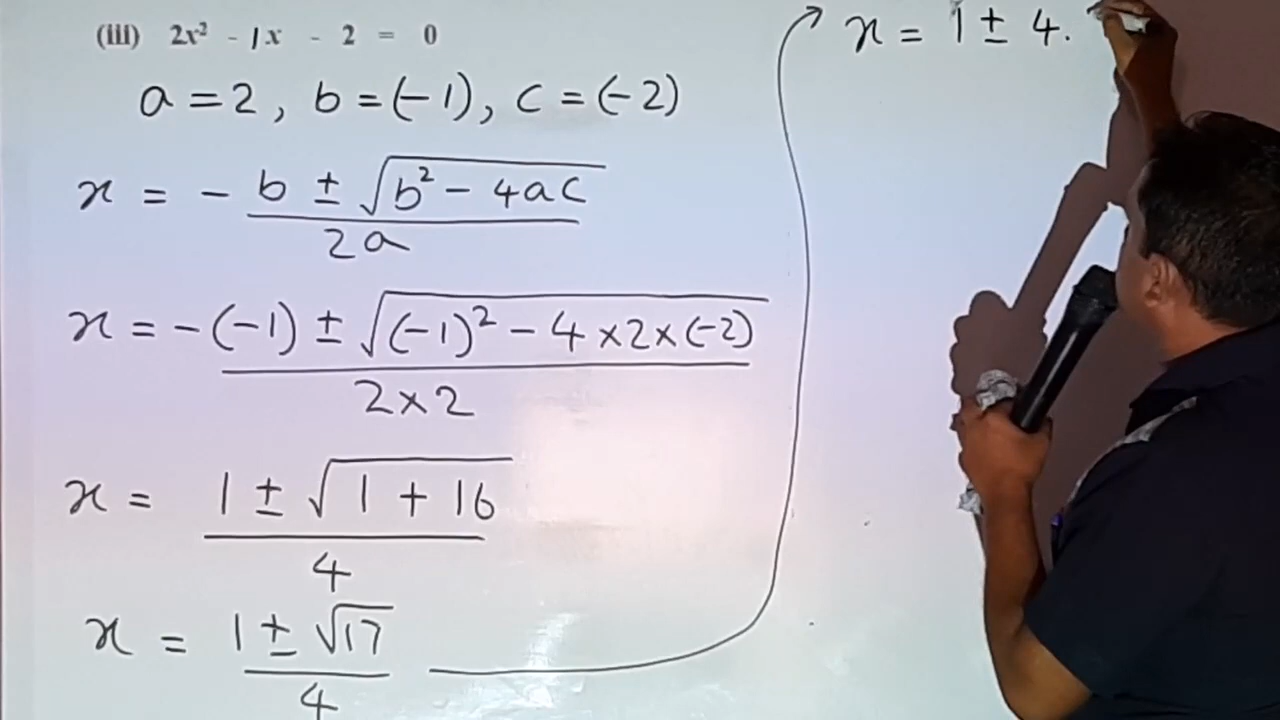 (iii) 2x² - 1x - 2 = 0
a = 2, b = (-1), c = (-2)
x = - b ± √b² - 4ac
2a
x = - (-1) ± √(-1)² - 4 × 2 × (-2)
2 × 2
x = 1 ± √1 + 16
4
x = 1 ± √17
4
x = 1 ± 4.